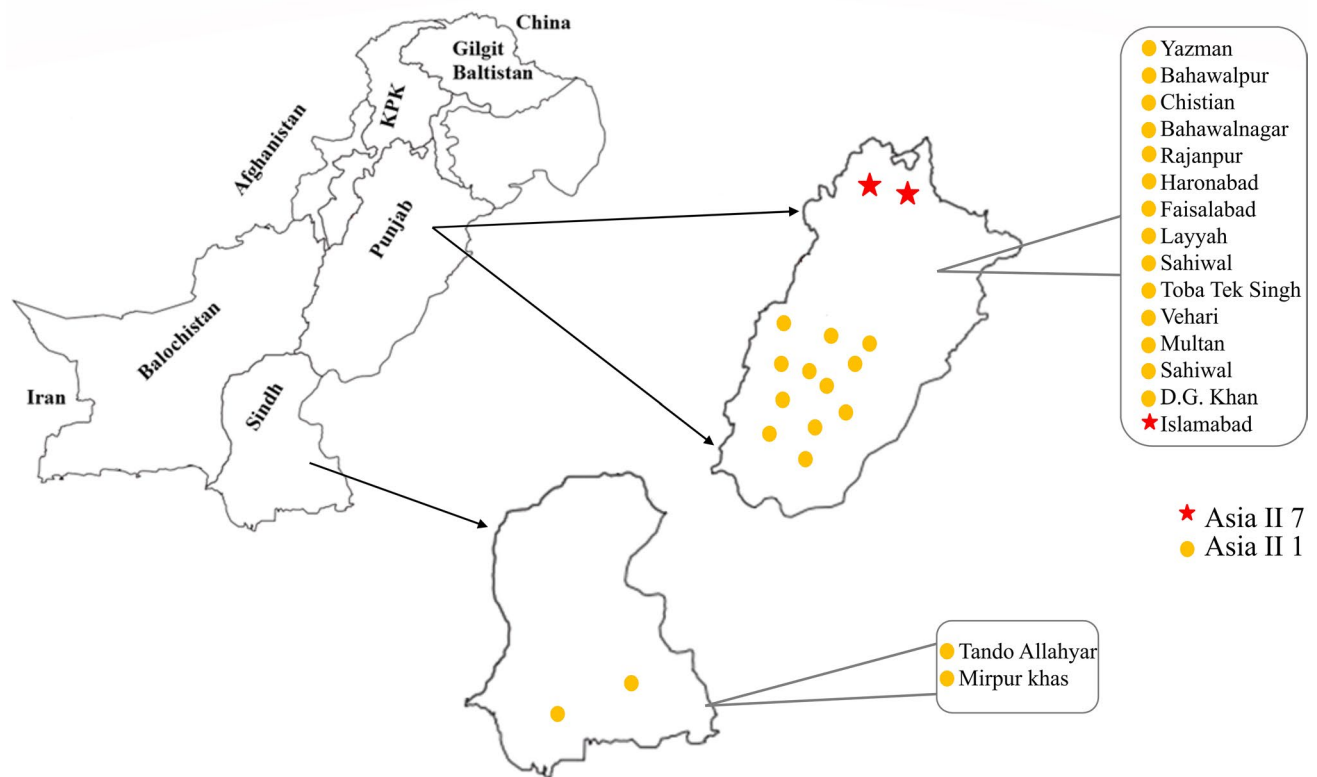 China
Gilgit
Baltistan
KPK
Afghanistan
Punjab
Balochistan
Iran
Sindh
Yazman
Bahawalpur
Chistian
Bahawalnagar
Rajanpur
Haronabad
Faisalabad
Layyah
Sahiwal
Toba Tek Singh
Vehari
Multan
Sahiwal
D.G. Khan
Islamabad
Asia II 7
Asia II 1
Tando Allahyar
Mirpur khas